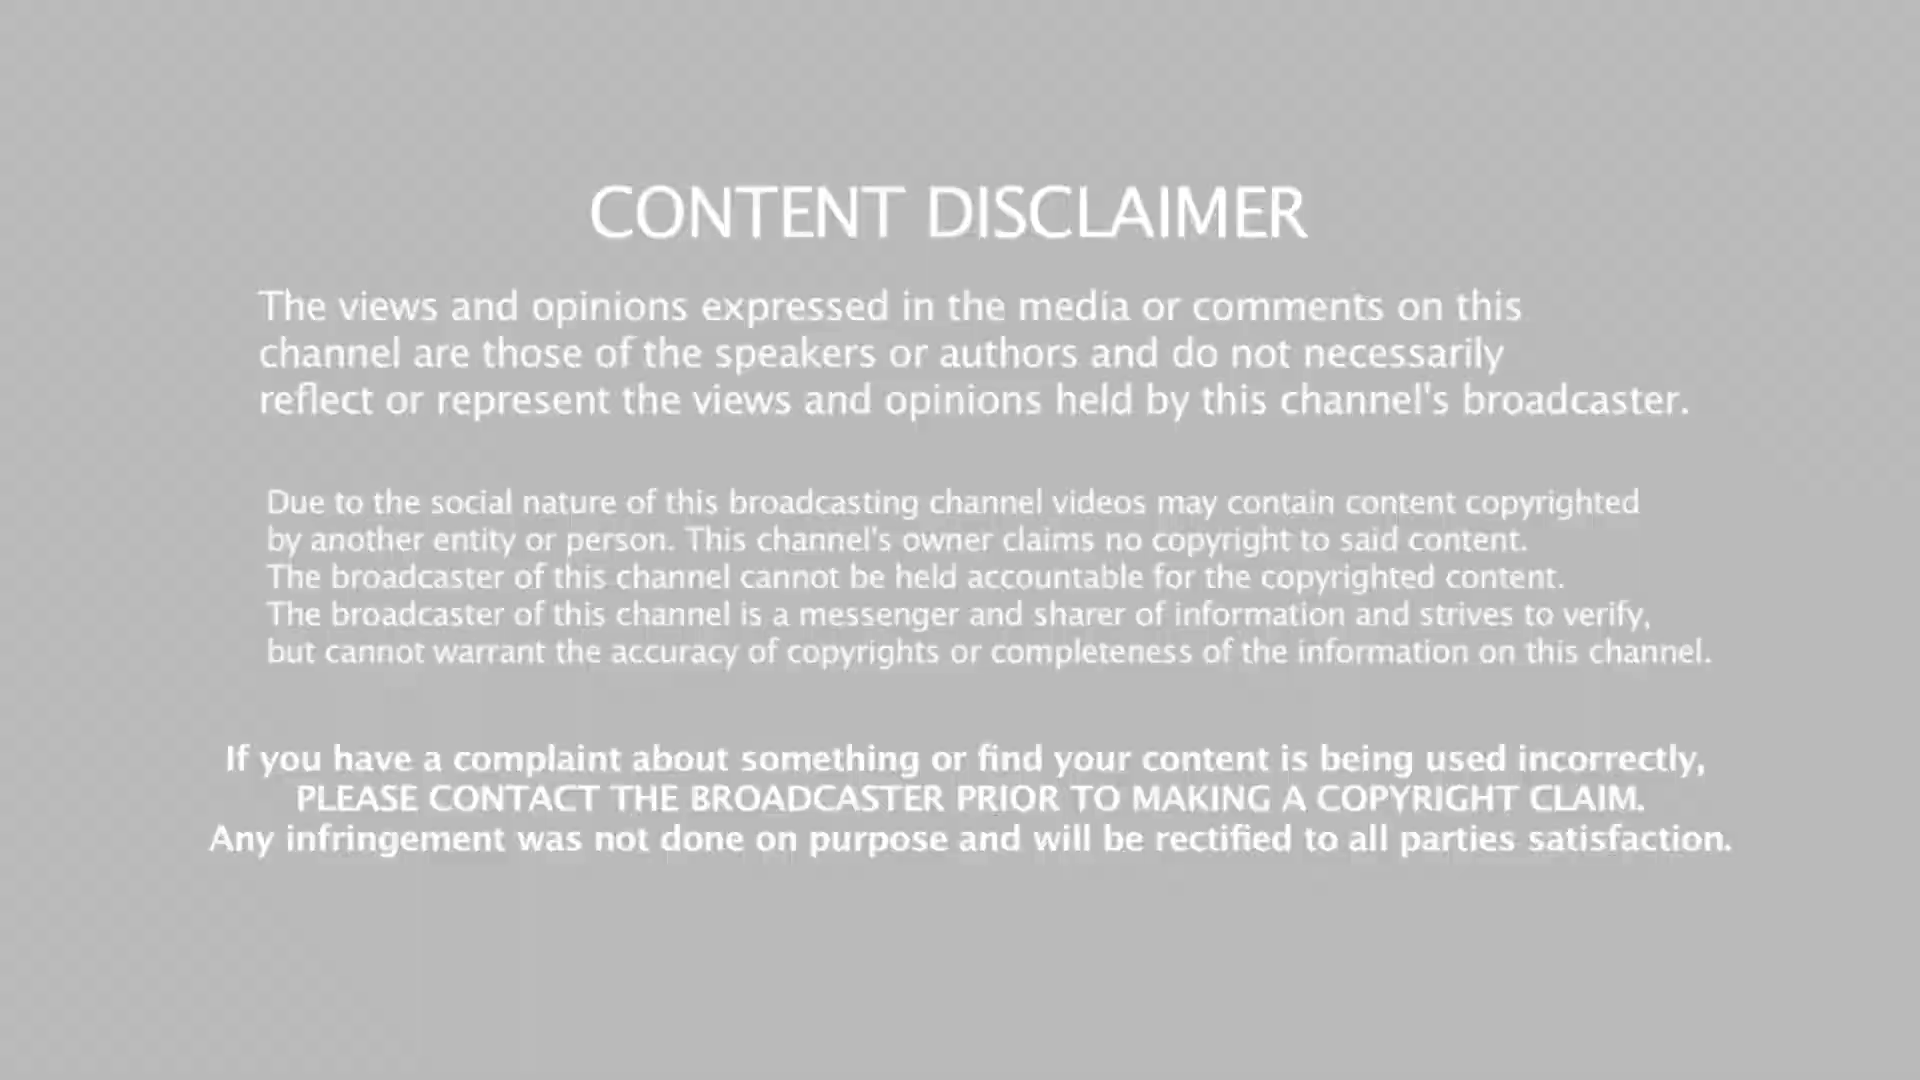 CONTENT DISCLAIMER
The views and opinions expressed in the media or comments on this
channel are those of the speakers or authors and do not necessarily
reflect or represent the views and opinions held by this channel's broadcaster.
Due to the social nature of this broadcasting channel videos may contain content copyrighted
by another entity or person. This channel's owner claims no copyright to said content.
The broadcaster of this channel cannot be held accountable for the copyrighted content.
The broadcaster of this channel is a messenger and sharer of information and strives to verify,
but cannot warrant the accuracy of copyrights or completeness of the information on this channel.
If you have a complaint about something or find your content is being used incorrectly,
PLEASE CONTACT THE BROADCASTER PRIOR TO MAKING A COPYRIGHT CLAIM.
Any infringement was not done on purpose and will be rectified to all parties satisfaction.